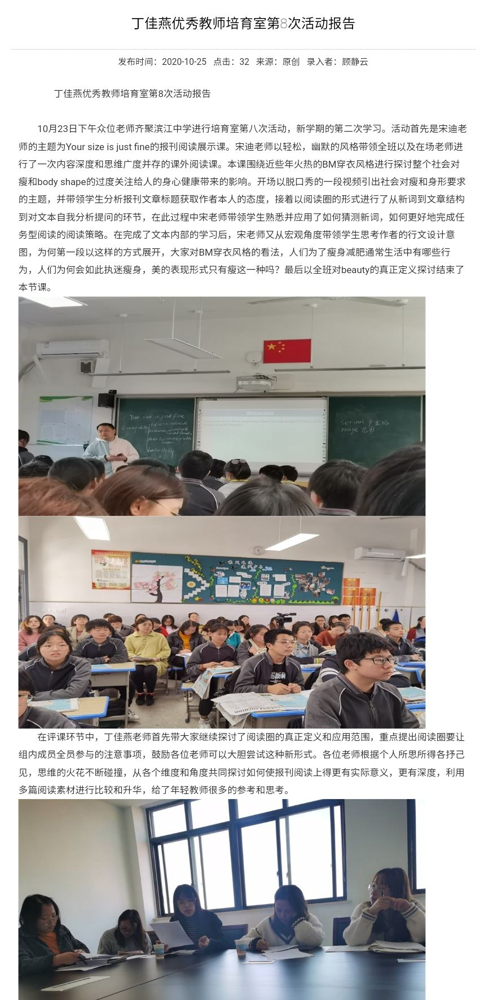 丁佳燕优秀教师培育室第8次活动报告
发布时间：2020-10-25 点击：32 来源：原创 录入者：顾静云
丁佳燕优秀教师培育室第8次活动报告
10月23日下午众位老师齐聚滨江中学进行培育室第八次活动，新学期的第二次学习。活动首先是宋迪老
师的主题为Your size is just fine的报刊阅读展示课。宋迪老师以轻松，幽默的风格带领全班以及在场老师进
行了一次内容深度和思维广度并存的课外阅读课。本课围绕近些年火热的BM穿衣风格进行探讨整个社会对
瘦和body shape的过度关注给人的身心健康带来的影响。开场以脱口秀的一段视频引出社会对瘦和身形要求
的主题，并带领学生分析报刊文章标题获取作者本人的态度，接着以阅读圈的形式进行了从新词到文章结构
到对文本自我分析提问的环节，在此过程中宋老师带领学生熟悉并应用了如何猜测新词，如何更好地完成任
务型阅读的阅读策略。在完成了文本内部的学习后，宋老师又从宏观角度带领学生思考作者的行文设计意
图，为何第一段以这样的方式展开，大家对BM穿衣风格的看法，人们为了瘦身减肥通常生活中有哪些行
为，人们为何会如此执迷瘦身，美的表现形式只有瘦这一种吗？最后以全班对beauty的真正定义探讨结束了
本节课。
Your size is just fine
Discussion
serious 严重的
range 范围
在评课环节中，丁佳燕老师首先带大家继续探讨了阅读圈的真正定义和应用范围，重点提出阅读圈要让
组内成员全员参与的注意事项，鼓励各位老师可以大胆尝试这种新形式。各位老师根据个人所思所得各抒己
见，思维的火花不断碰撞，从各个维度和角度共同探讨如何使报刊阅读上得更有实际意义，更有深度，利用
多篇阅读素材进行比较和升华，给了年轻教师很多的参考和思考。